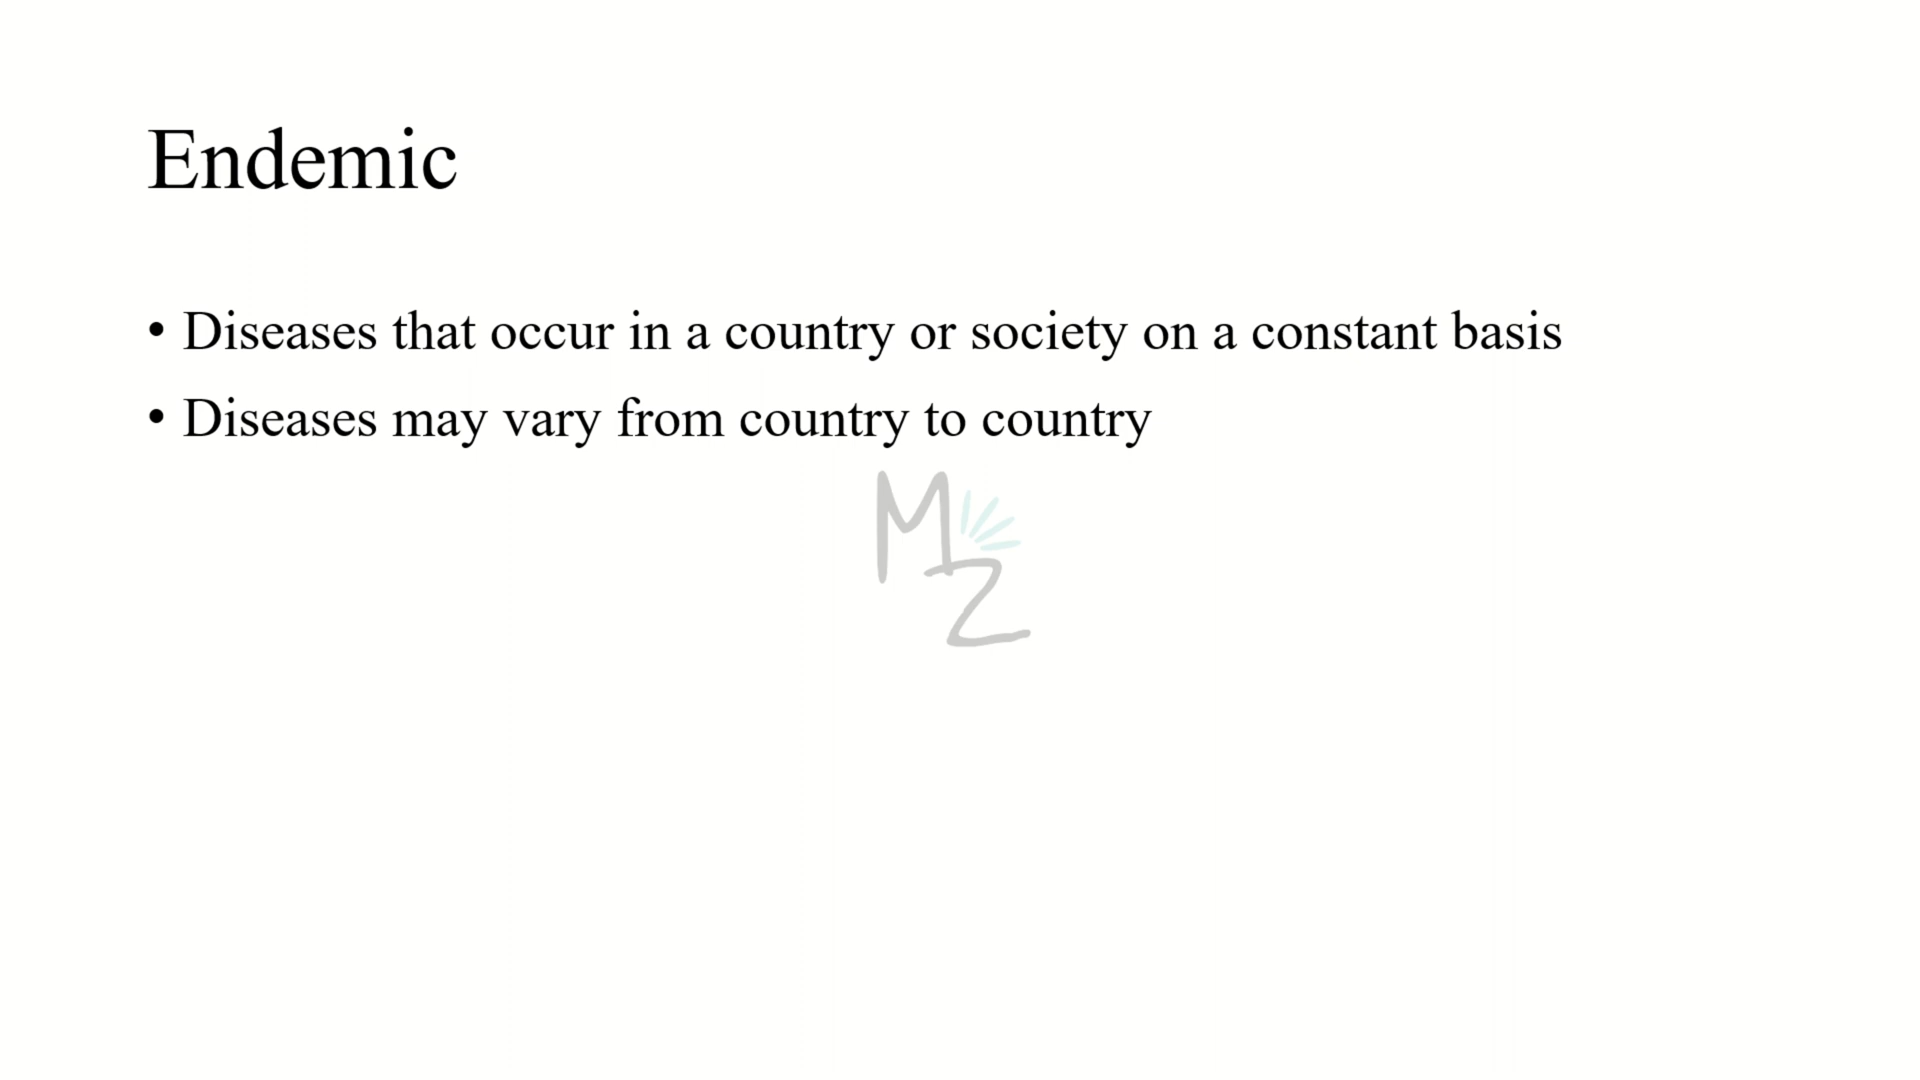 Endemic
• Diseases that occur in a country or society on a constant basis
• Diseases may vary from country to country
M
Z